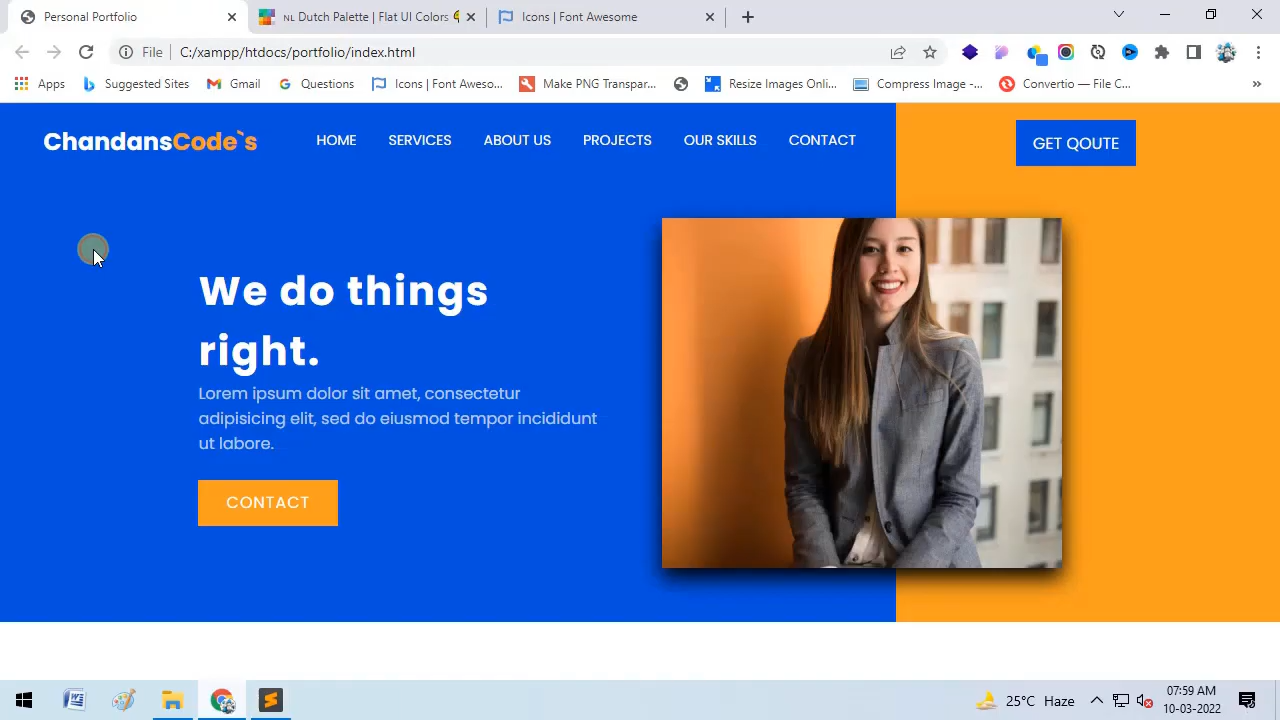 Personal Portfolio
NL Dutch Palette | Flat UI Colors
Icons | Font Awesome
File C:/xampp/htdocs/portfolio/index.html
Apps
Suggested Sites
Gmail
Questions
Icons | Font Aweso...
Make PNG Transpar...
Resize Images Onli...
Compress Image -...
Convertio — File C...
»
ChandansCode`s
HOME
SERVICES
ABOUT US
PROJECTS
OUR SKILLS
CONTACT
GET QOUTE
We do things
right.
Lorem ipsum dolor sit amet, consectetur
adipisicing elit, sed do eiusmod tempor incididunt
ut labore.
CONTACT
25°C Haze
07:59 AM
10-03-2022